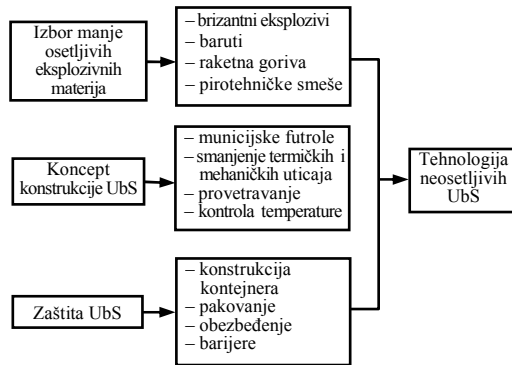 Izbor manje
osetljivih
eksplozivnih
materija
– brizantni eksplozivi
– baruti
– raketna goriva
– pirotehničke smeše
Koncept
konstrukcije UbS
– municijske futrole
– smanjenje termičkih i
mehaničkih uticaja
– provetravanje
– kontrola temperature
Zaštita UbS
– konstrukcija
kontejnera
– pakovanje
– obezbeđenje
– barijere
Tehnologija
neosetljivih
UbS